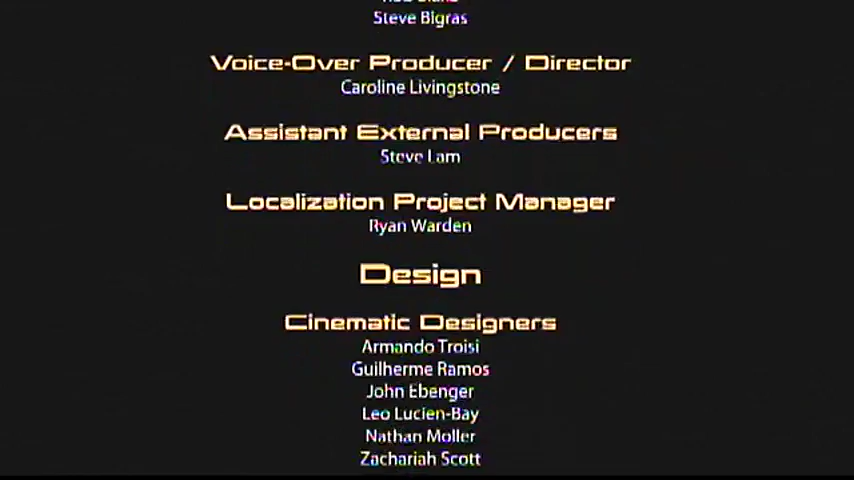 Steve Bigras
Voice-Over Producer / Director
Caroline Livingstone
Assistant External Producers
Steve Lam
Localization Project Manager
Ryan Warden
Design
Cinematic Designers
Armando Troisi
Guilherme Ramos
John Ebenger
Leo Lucien-Bay
Nathan Moller
Zachariah Scott